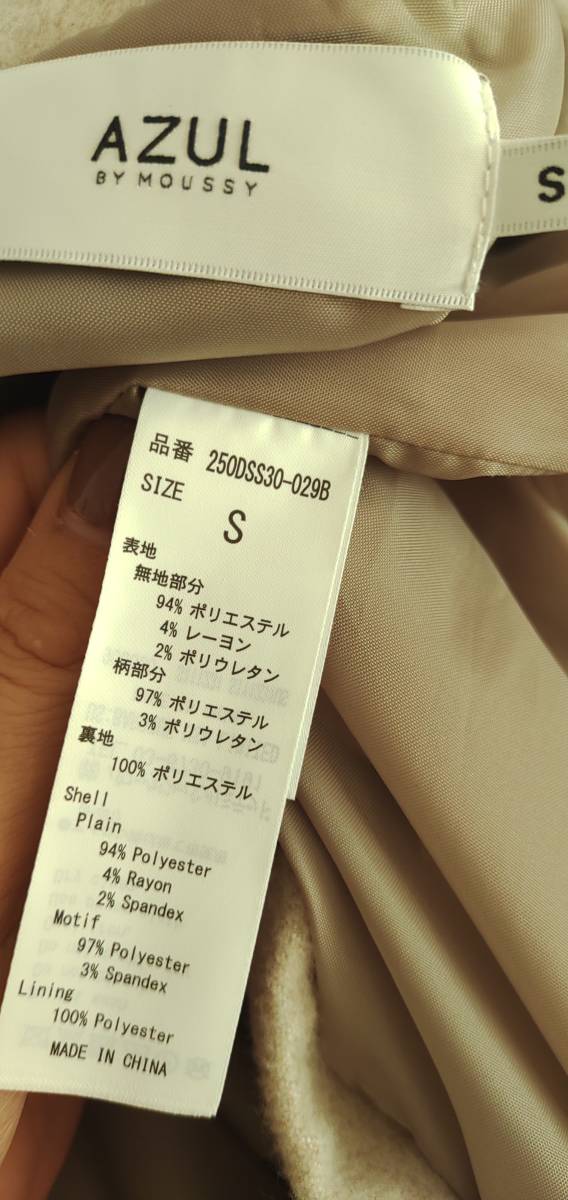 AZUL
BY MOUSSY
S
品番 250DSS30-029B
SIZE
S
表地
無地部分
94% ポリエステル
4% レーヨン
2% ポリウレタン
柄部分
97% ポリエステル
3% ポリウレタン
裏地
100% ポリエステル
Shell
Plain
94% Polyester
4% Rayon
2% Spandex
Motif
97% Polyester
3% Spandex
Lining
100% Polyester
MADE IN CHINA